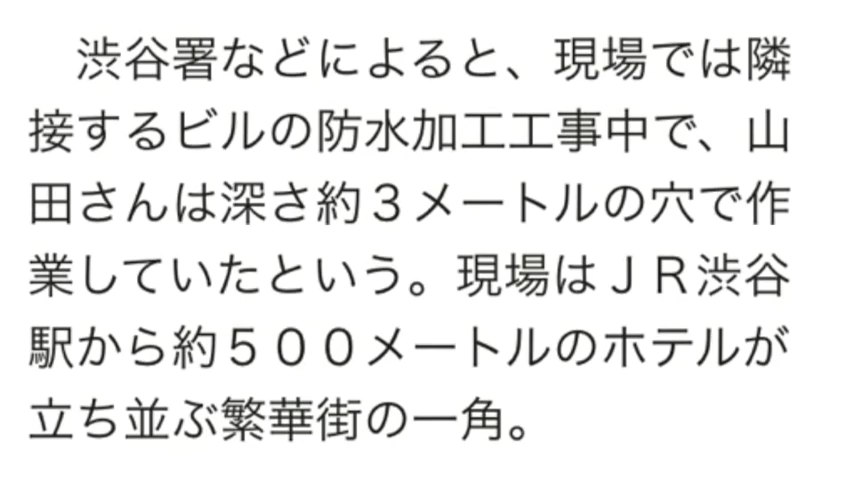 渋谷署などによると、現場では隣
接するビルの防水加工工事中で、山
田さんは深さ約３メートルの穴で作
業していたという。現場はＪＲ渋谷
駅から約５００メートルのホテルが
立ち並ぶ繁華街の一角。